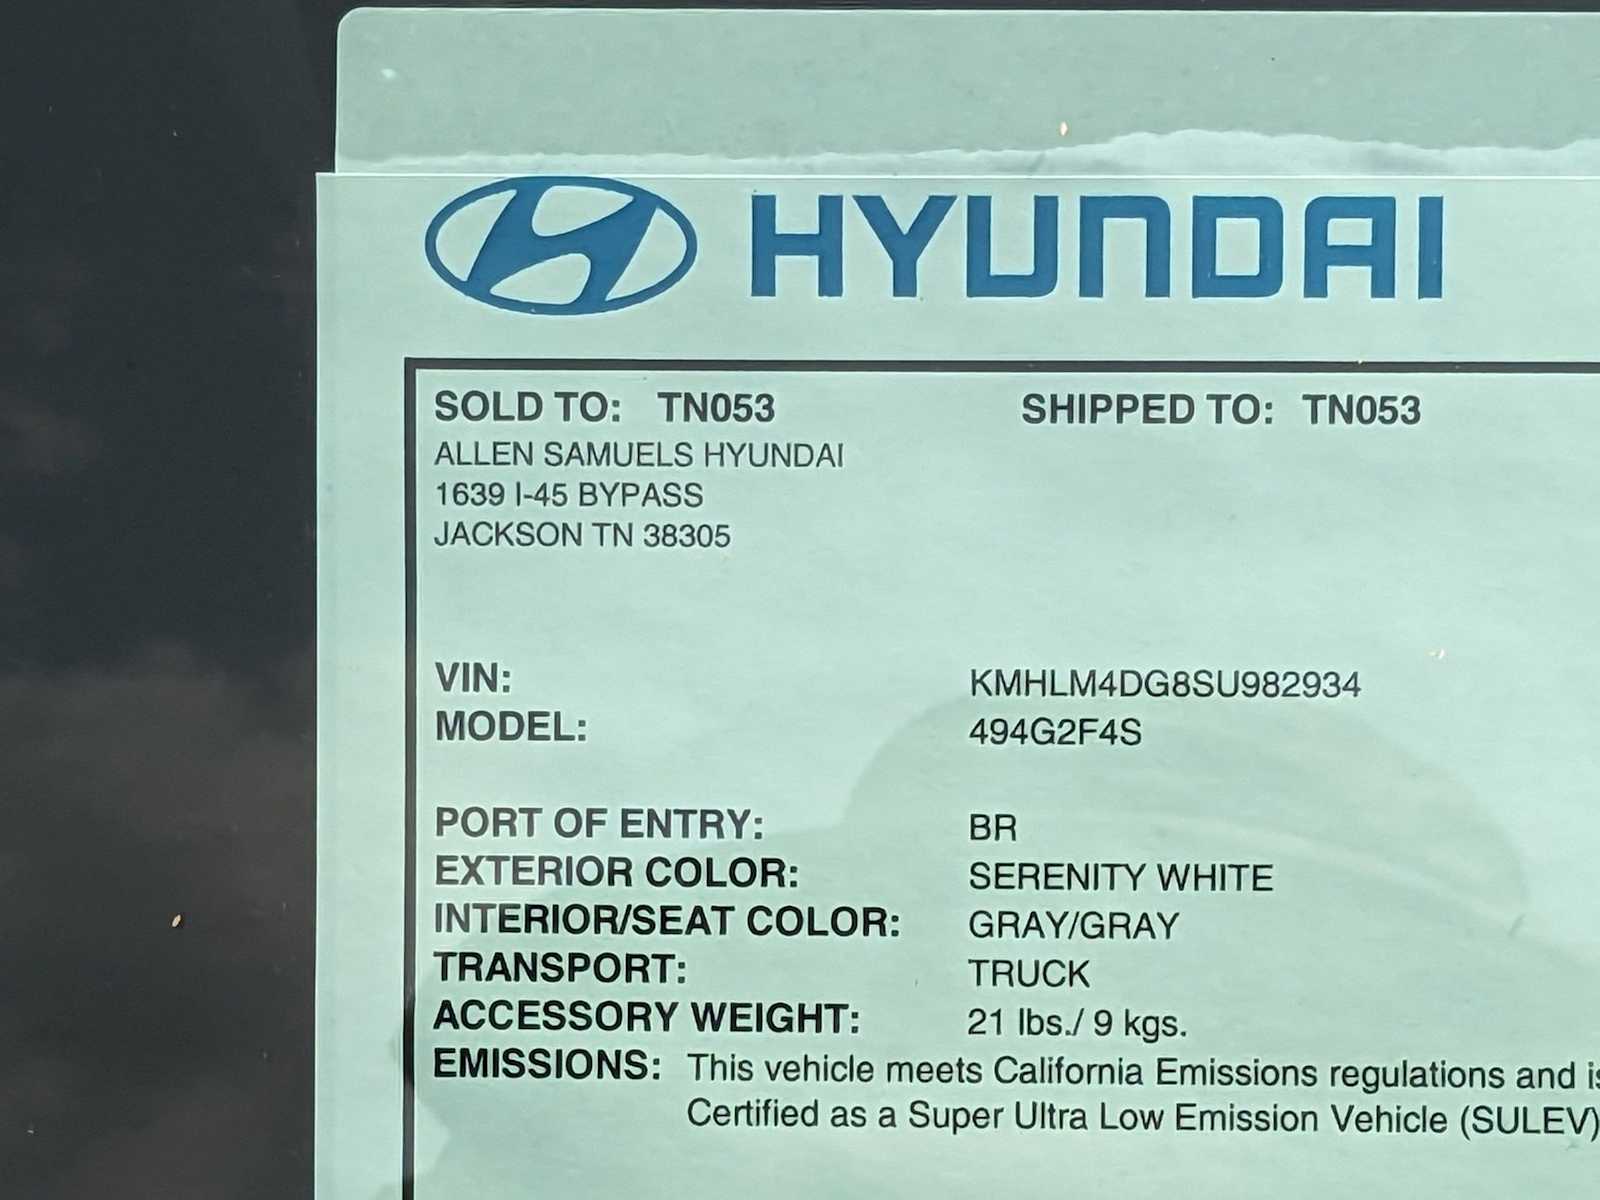 HYUNDAI
SOLD TO: TN053 SHIPPED TO: TN053
ALLEN SAMUELS HYUNDAI
1639 I-45 BYPASS
JACKSON TN 38305
VIN: KMHLM4DG8SU982934
MODEL: 494G2F4S
PORT OF ENTRY: BR
EXTERIOR COLOR: SERENITY WHITE
INTERIOR/SEAT COLOR: GRAY/GRAY
TRANSPORT: TRUCK
ACCESSORY WEIGHT: 21 lbs./ 9 kgs.
EMISSIONS: This vehicle meets California Emissions regulations and is
Certified as a Super Ultra Low Emission Vehicle (SULEV)